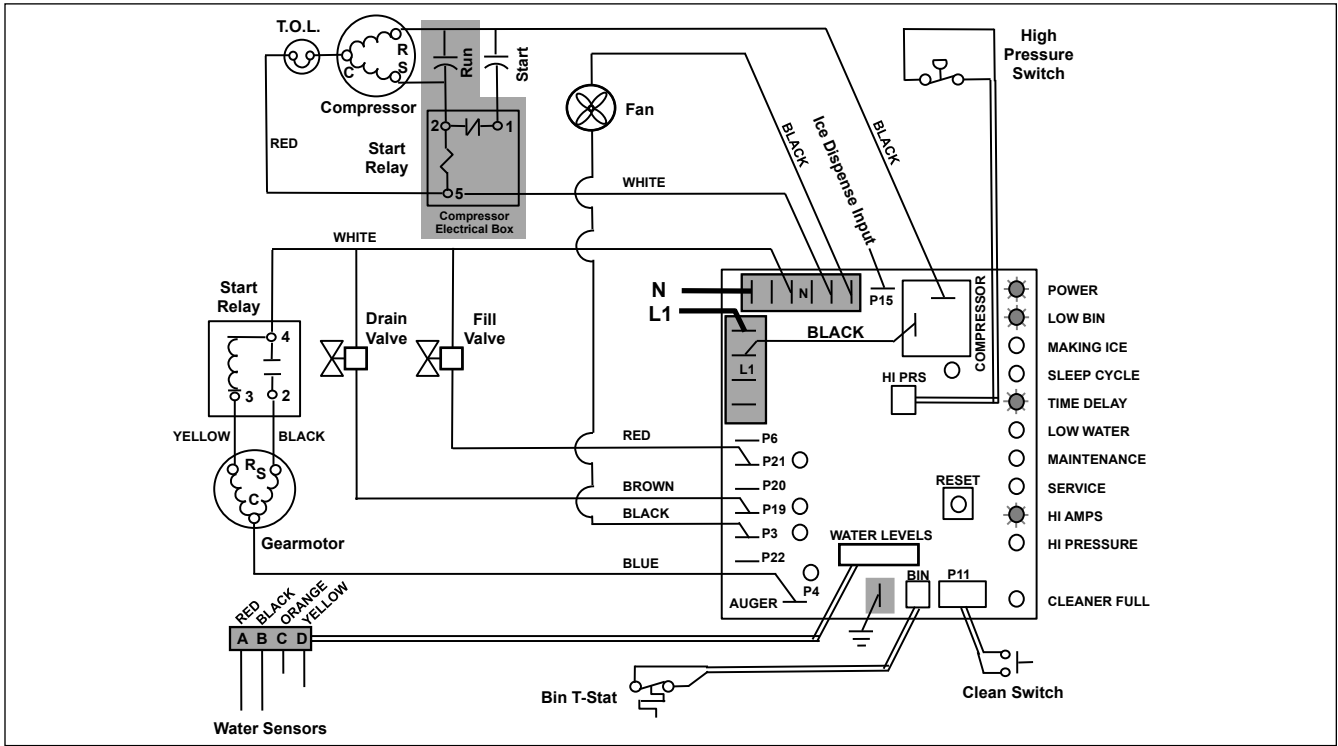 T.O.L.
R
S
C
Compressor
Run
Start
2
1
5
Start
Relay
Compressor
Electrical Box
RED
Fan
High
Pressure
Switch
BLACK
Ice Dispense Input
BLACK
WHITE
WHITE
Start
Relay
4
3
2
Drain
Valve
Fill
Valve
YELLOW
BLACK
R
S
C
Gearmotor
N
L1
N
L1
P15
BLACK
COMPRESSOR
HI PRS
RED
P6
P21
P20
BROWN
P19
BLACK
P3
P22
BLUE
P4
AUGER
RESET
WATER LEVELS
BIN
P11
POWER
LOW BIN
MAKING ICE
SLEEP CYCLE
TIME DELAY
LOW WATER
MAINTENANCE
SERVICE
HI AMPS
HI PRESSURE
CLEANER FULL
RED
BLACK
ORANGE
YELLOW
A B C D
Water Sensors
Bin T-Stat
Clean Switch